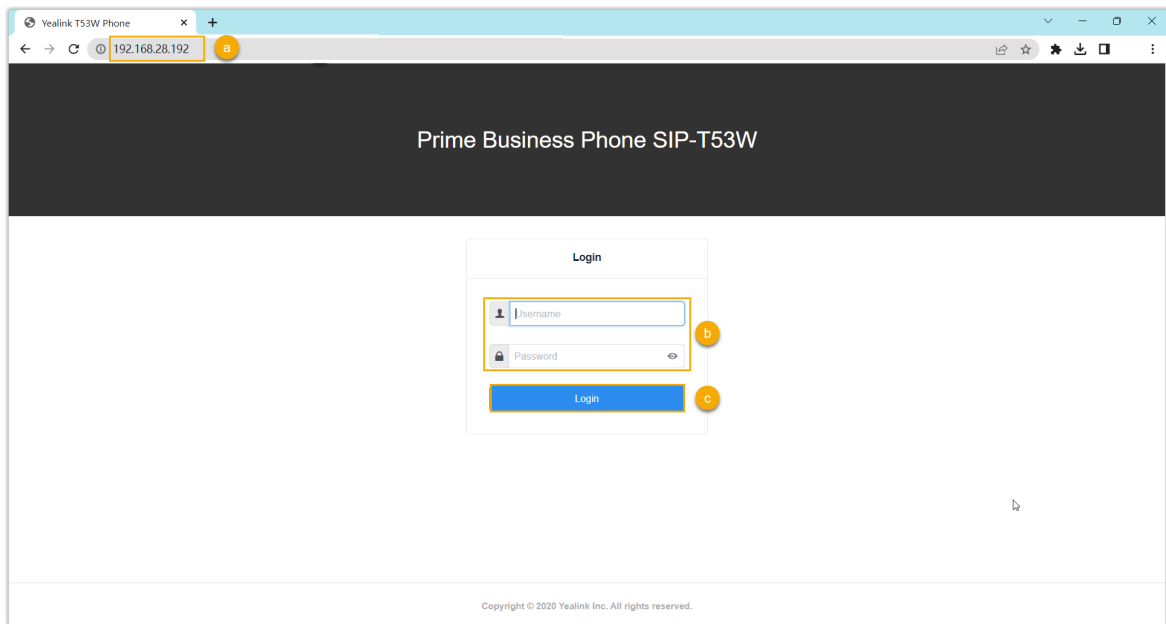 Yealink T53W Phone
192.168.28.192
a
Prime Business Phone SIP-T53W
Login
Username
b
Password
Login
c
Copyright © 2020 Yealink Inc. All rights reserved.